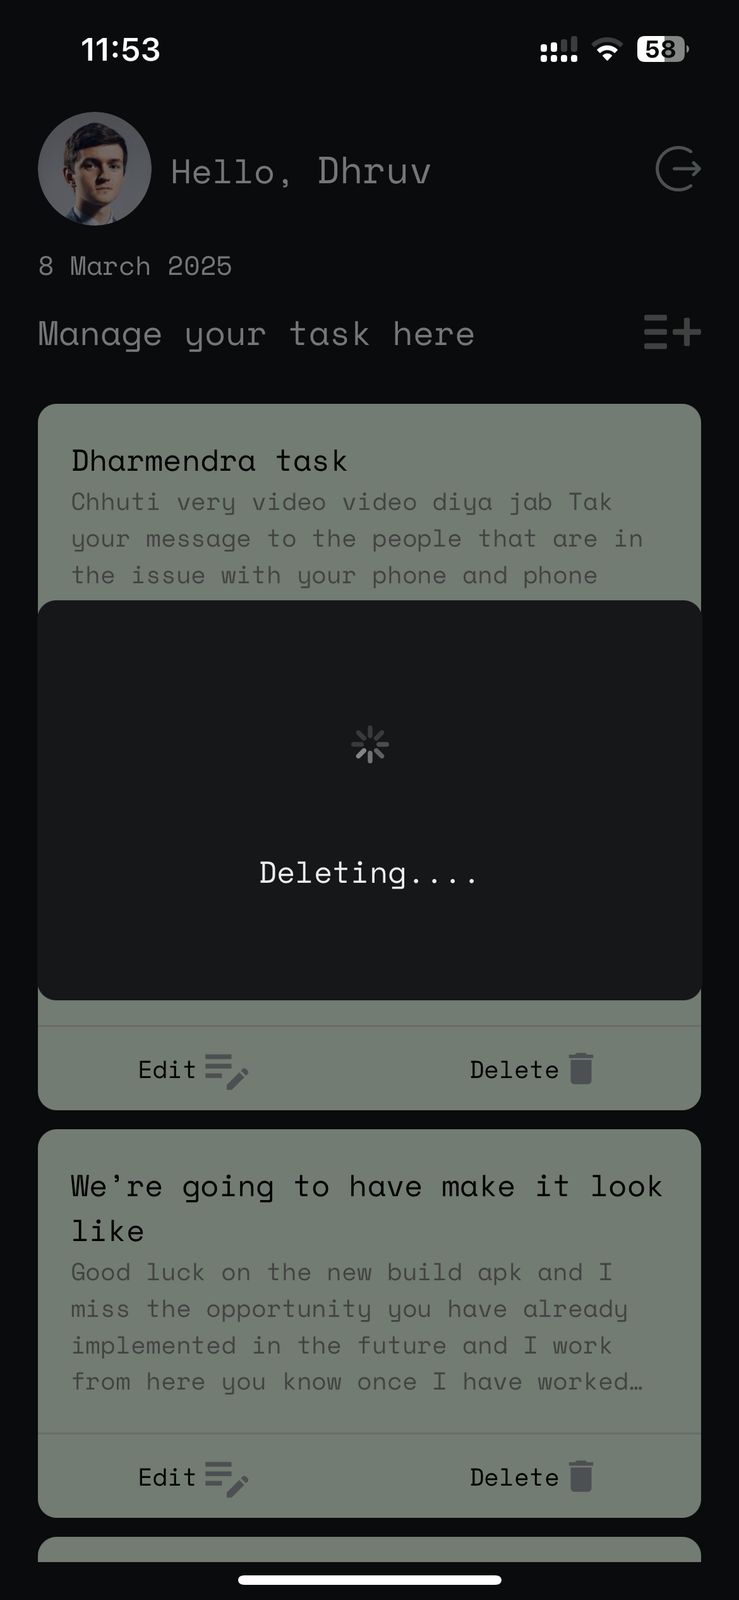 11:53
58
Hello, Dhruv
8 March 2025
Manage your task here
Dharmendra task
Chhuti very video video diya jab Tak
your message to the people that are in
the issue with your phone and phone
Deleting....
Edit
Delete
We’re going to have make it look
like
Good luck on the new build apk and I
miss the opportunity you have already
implemented in the future and I work
from here you know once I have worked…
Edit
Delete